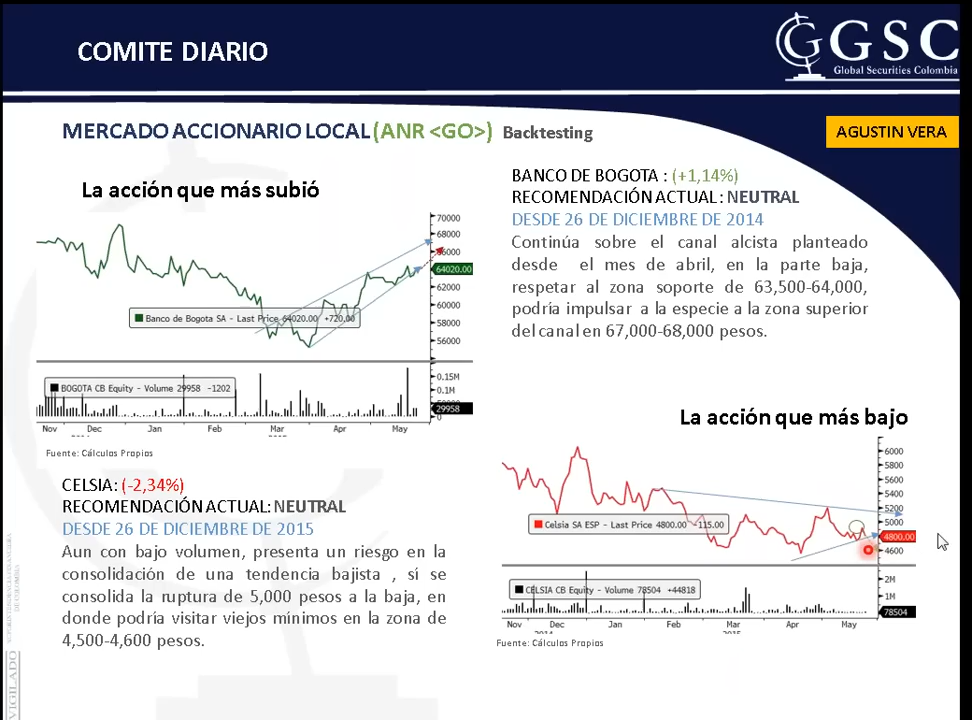 COMITE DIARIO
GGSC
Global Securities Colombia
MERCADO ACCIONARIO LOCAL (ANR <GO>) Backtesting
AGUSTIN VERA
La acción que más subió
70000
68000
66000
64020.00
62000
60000
58000
56000
Banco de Bogota SA - Last Price 64020.00 +720.00
BOGOTA CB Equity - Volume 29958 -1202
0.15M
0.1M
29958
0
Nov Dec Jan Feb Mar Apr May
Fuente: Cálculos Propios
BANCO DE BOGOTA : (+1,14%)
RECOMENDACIÓN ACTUAL: NEUTRAL
DESDE 26 DE DICIEMBRE DE 2014
Continúa sobre el canal alcista planteado
desde el mes de abril, en la parte baja,
respetar al zona soporte de 63,500-64,000,
podría impulsar a la especie a la zona superior
del canal en 67,000-68,000 pesos.
CELSIA: (-2,34%)
RECOMENDACIÓN ACTUAL: NEUTRAL
DESDE 26 DE DICIEMBRE DE 2015
Aun con bajo volumen, presenta un riesgo en la
consolidación de una tendencia bajista , sí se
consolida la ruptura de 5,000 pesos a la baja, en
donde podría visitar viejos mínimos en la zona de
4,500-4,600 pesos.
La acción que más bajo
6000
5800
5600
5400
5200
5000
4800.00
4600
Celsia SA ESP - Last Price 4800.00 -115.00
CELSIA CB Equity - Volume 78504 +44818
2M
1M
78504
Nov Dec Jan Feb Mar Apr May
2014 2015
Fuente: Cálculos Propios
VIGILADO